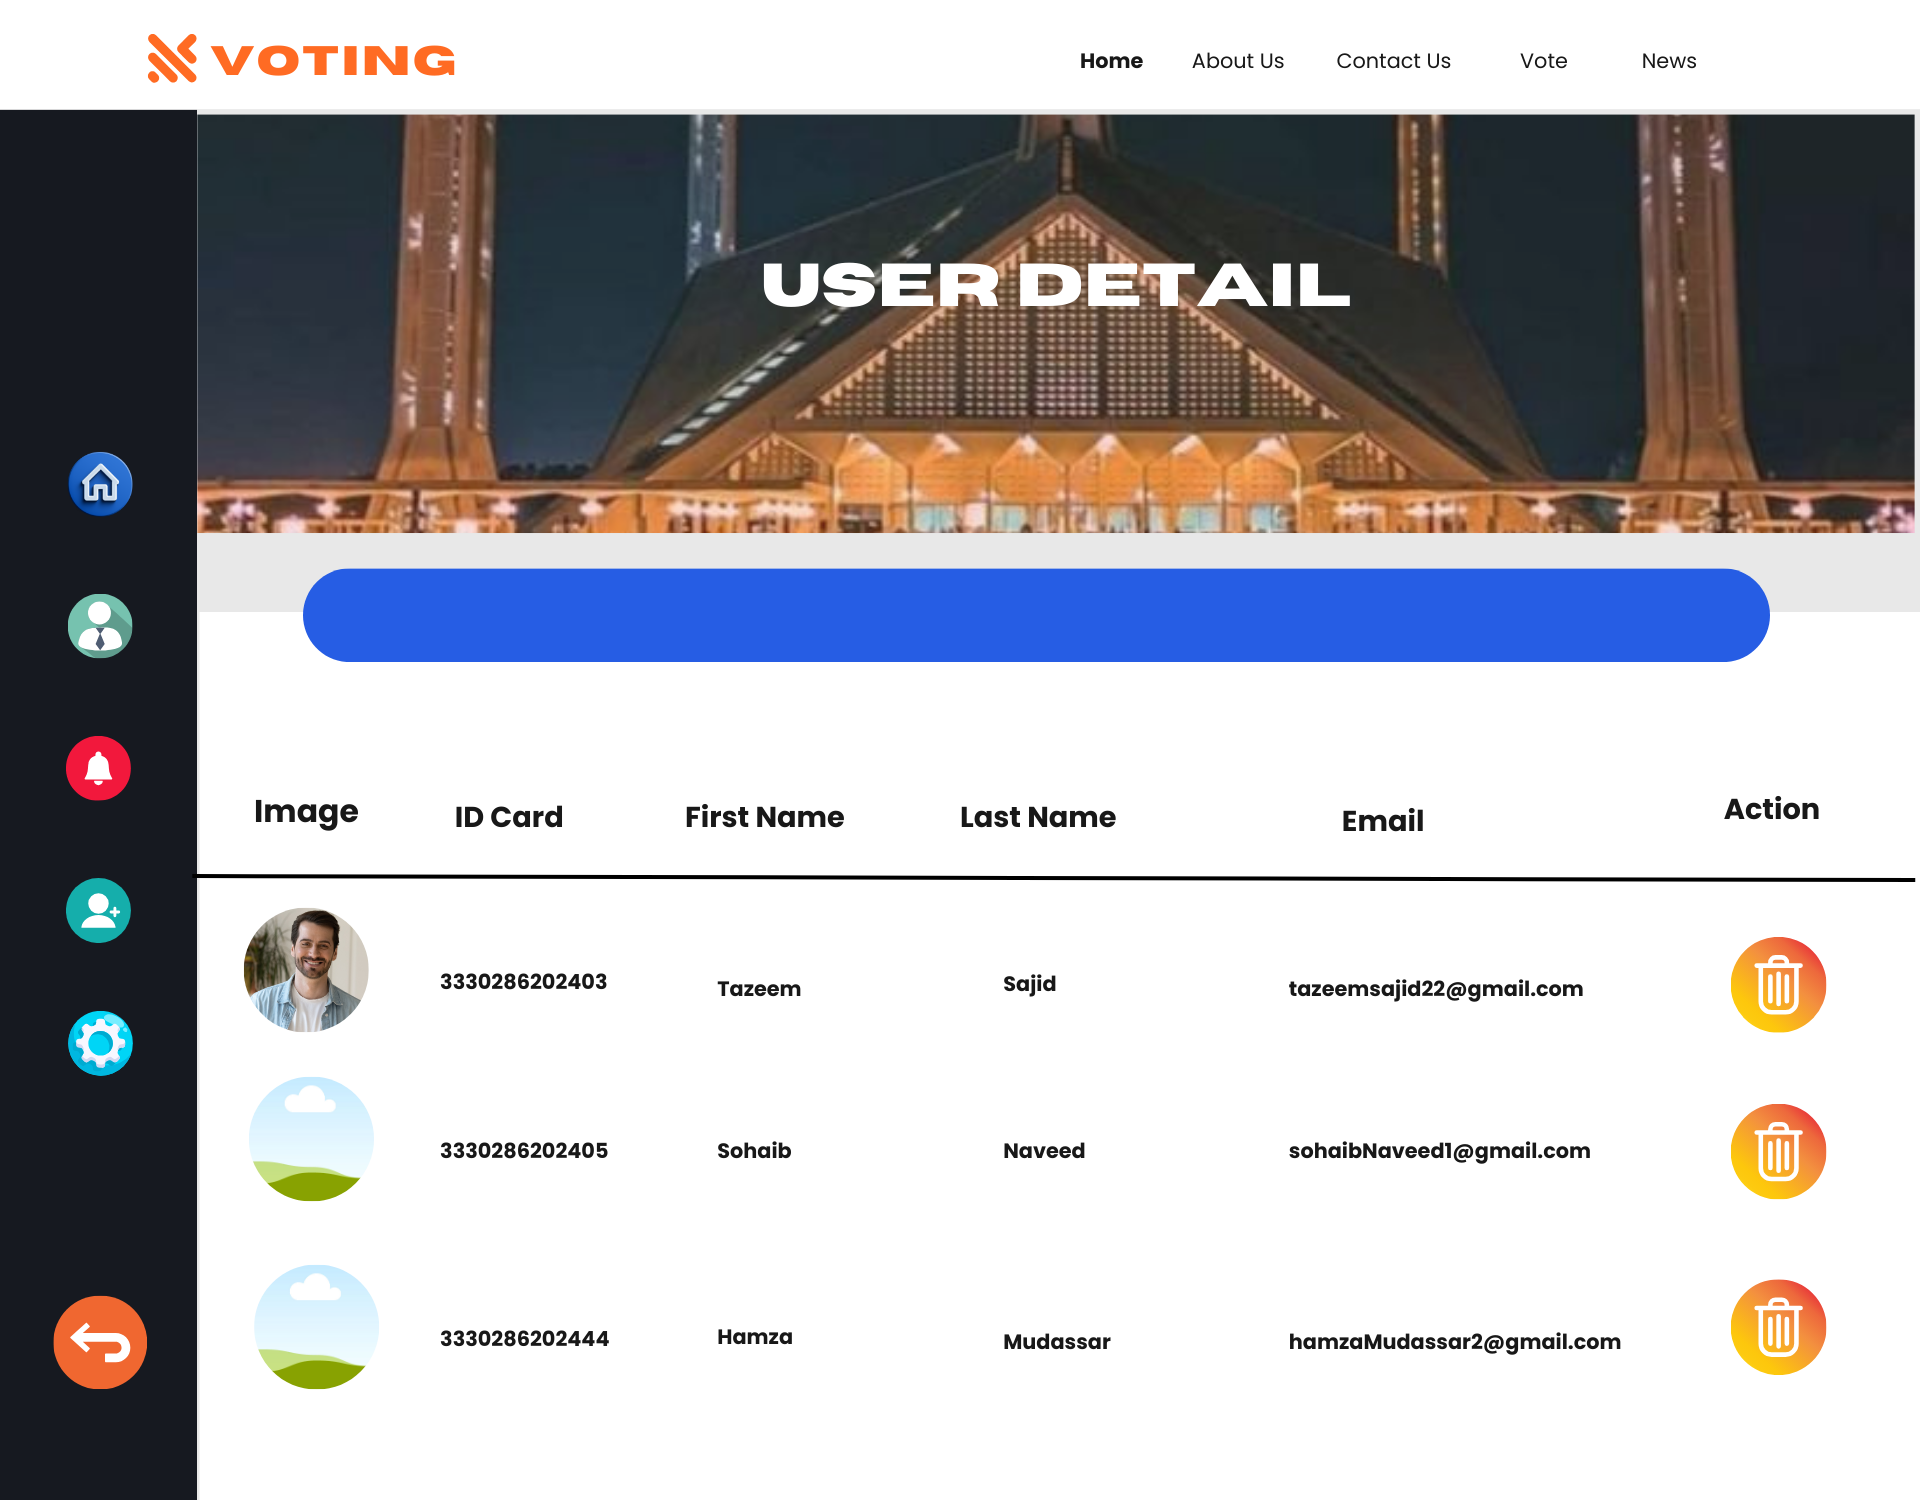 VOTING
Home About Us Contact Us Vote News
USER DETAIL
Image ID Card First Name Last Name Email Action
3330286202403 Tazeem Sajid tazeemsajid22@gmail.com
3330286202405 Sohaib Naveed sohaibNaveed1@gmail.com
3330286202444 Hamza Mudassar hamzaMudassar2@gmail.com